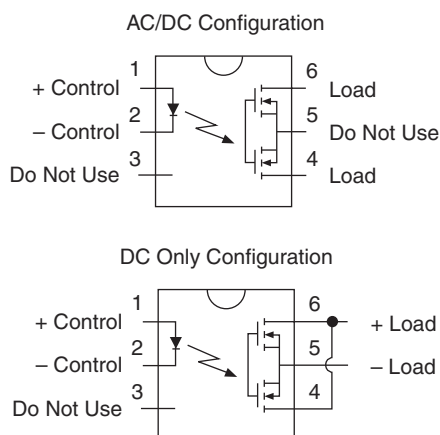 AC/DC Configuration
1
+ Control
2
– Control
3
Do Not Use
6
Load
5
Do Not Use
4
Load
DC Only Configuration
1
+ Control
2
– Control
3
Do Not Use
6
+ Load
5
– Load
4